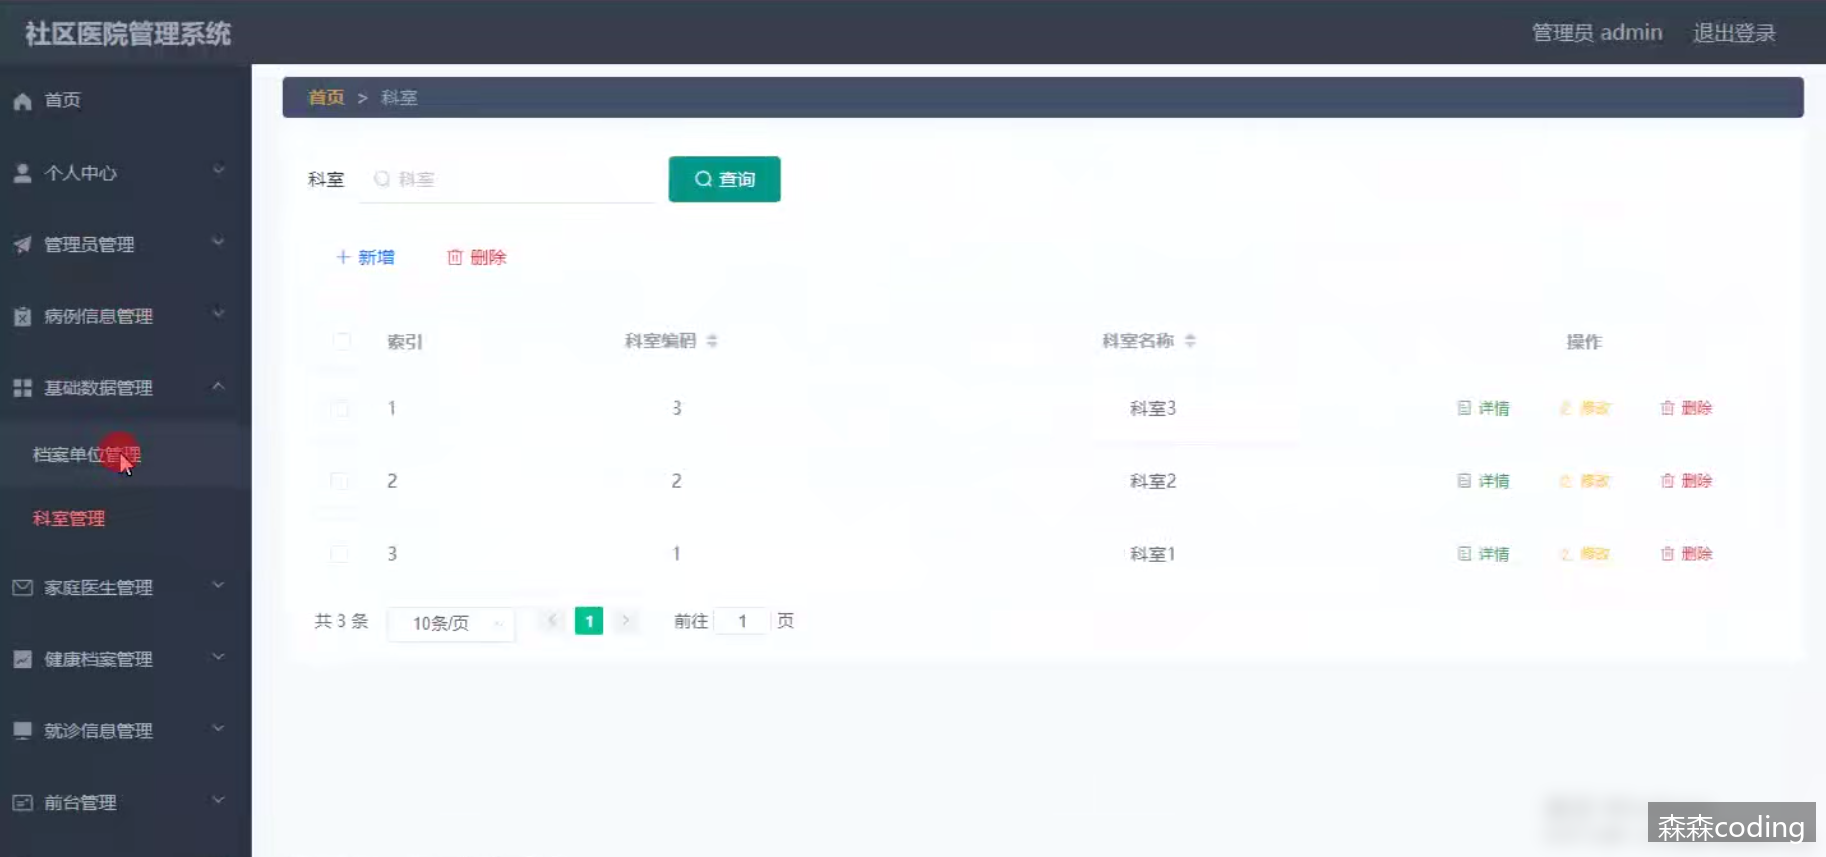 社区医院管理系统
管理员 admin 退出登录
首页
个人中心
管理员管理
病例信息管理
基础数据管理
档案单位管理
科室管理
家庭医生管理
健康档案管理
就诊信息管理
前台管理
首页 > 科室
科室 科室 查询
新增 删除
索引 科室编码 科室名称 操作
1 3 科室3 详情 修改 删除
2 2 科室2 详情 修改 删除
3 1 科室1 详情 修改 删除
共 3 条 10条/页 1 前往 1 页
森森coding